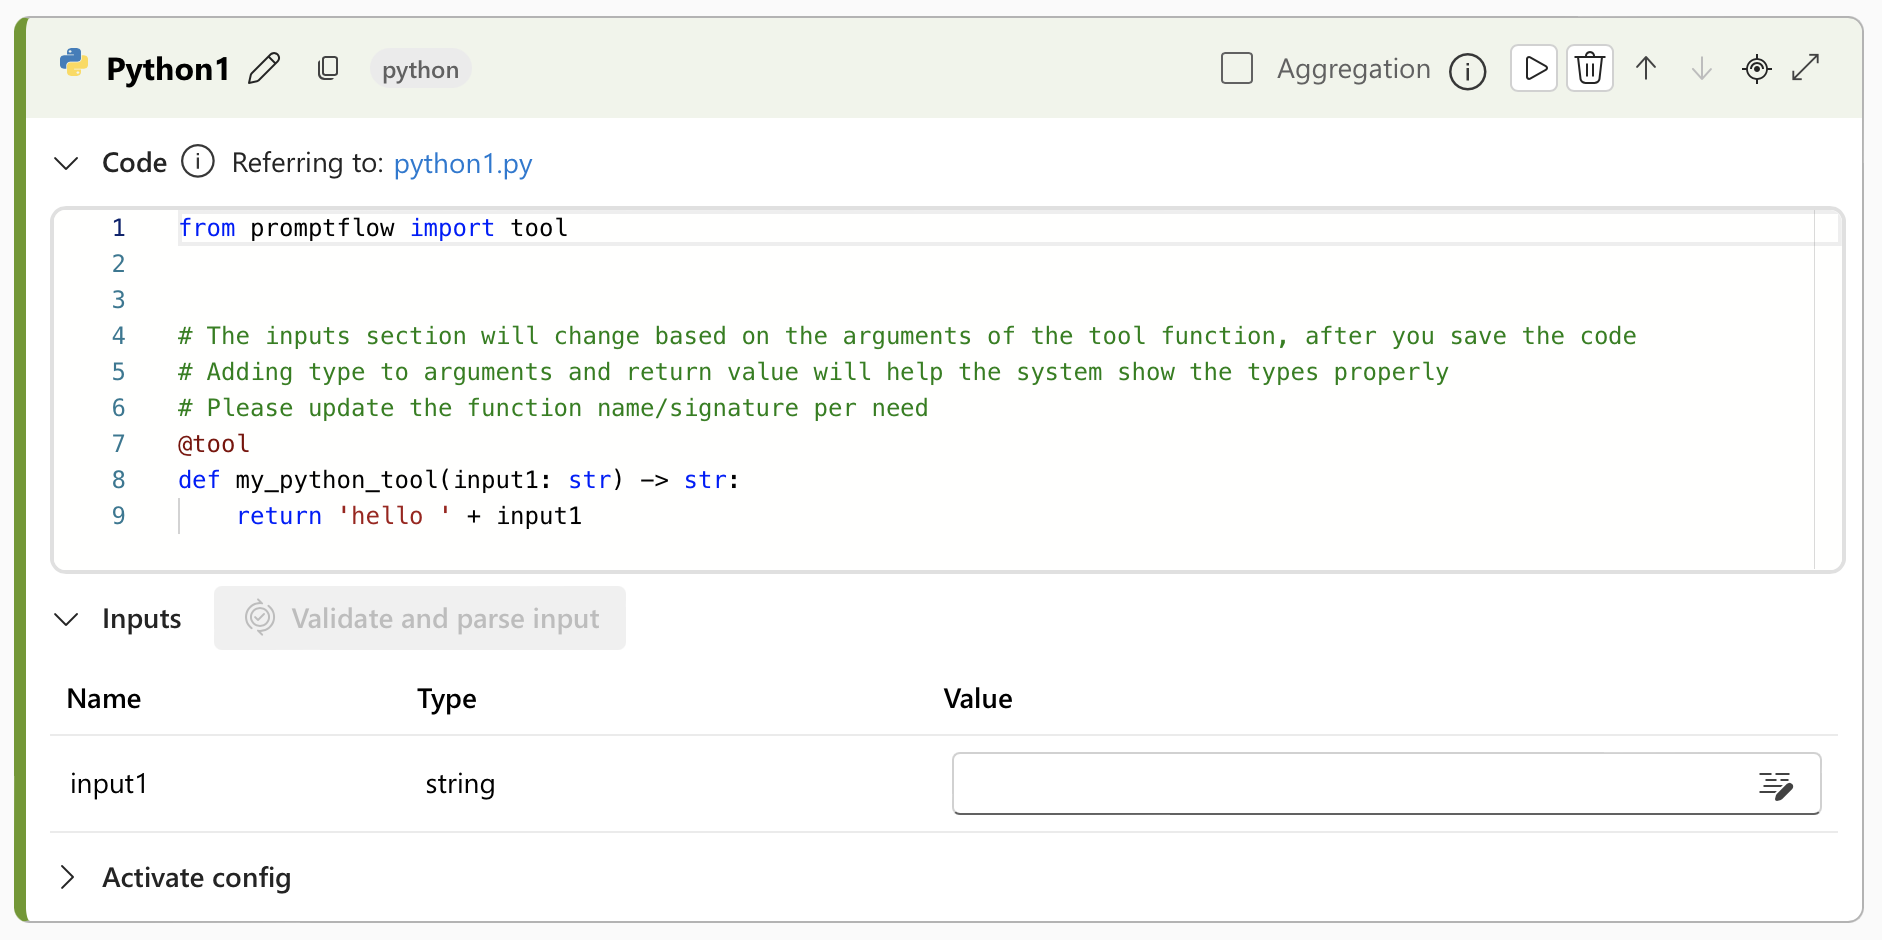 Python1 python Aggregation
Code Referring to: python1.py
1 from promptflow import tool
2
3
4 # The inputs section will change based on the arguments of the tool function, after you save the code
5 # Adding type to arguments and return value will help the system show the types properly
6 # Please update the function name/signature per need
7 @tool
8 def my_python_tool(input1: str) -> str:
9     return 'hello ' + input1
Inputs Validate and parse input
Name Type Value
input1 string
Activate config